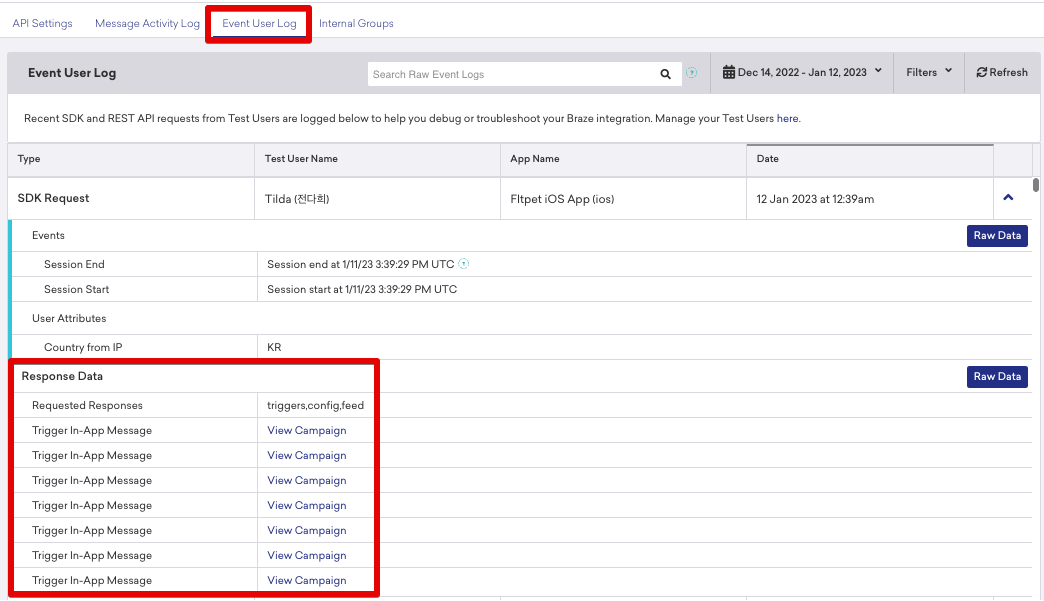 API Settings Message Activity Log Event User Log Internal Groups
Event User Log Search Raw Event Logs Dec 14, 2022 - Jan 12, 2023 Filters Refresh
Recent SDK and REST API requests from Test Users are logged below to help you debug or troubleshoot your Braze integration. Manage your Test Users here.
Type Test User Name App Name Date
SDK Request Tilda (전다희) Fltpet iOS App (ios) 12 Jan 2023 at 12:39am
Events Raw Data
Session End Session end at 1/11/23 3:39:29 PM UTC
Session Start Session start at 1/11/23 3:39:29 PM UTC
User Attributes
Country from IP KR
Response Data Raw Data
Requested Responses triggers,config,feed
Trigger In-App Message View Campaign
Trigger In-App Message View Campaign
Trigger In-App Message View Campaign
Trigger In-App Message View Campaign
Trigger In-App Message View Campaign
Trigger In-App Message View Campaign
Trigger In-App Message View Campaign